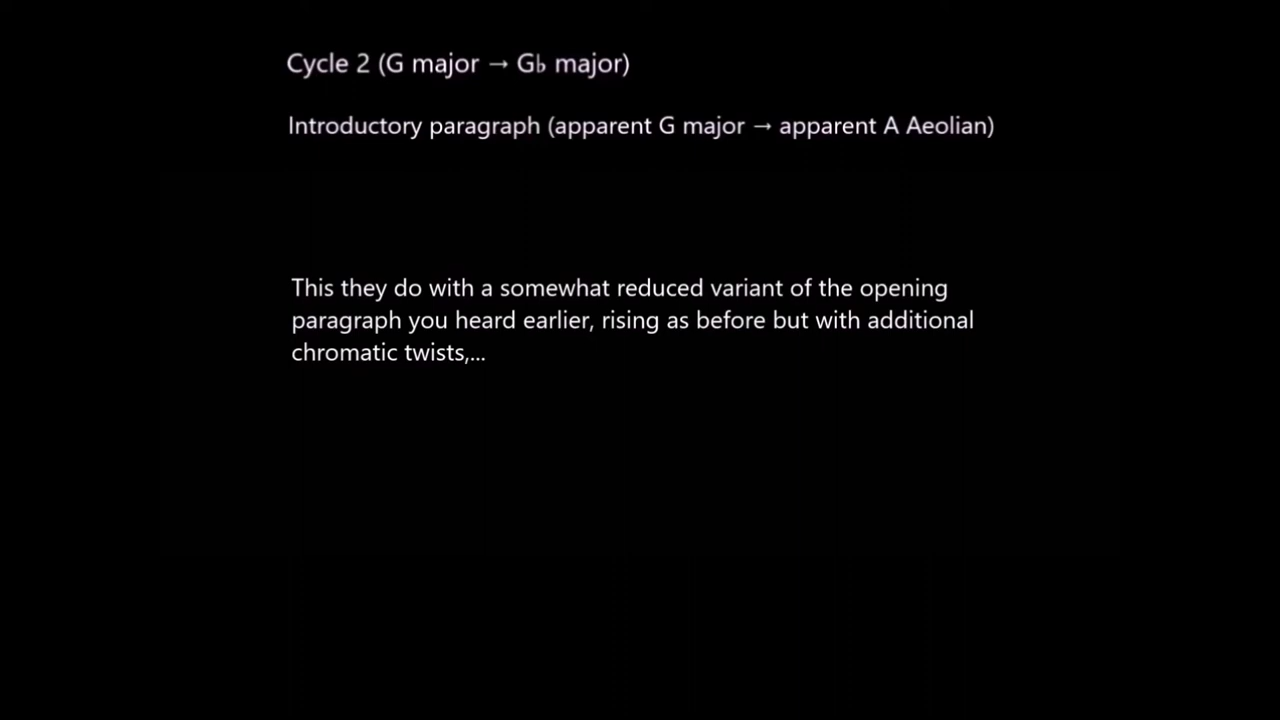 Cycle 2 (G major → G♭ major)
Introductory paragraph (apparent G major → apparent A Aeolian)
This they do with a somewhat reduced variant of the opening
paragraph you heard earlier, rising as before but with additional
chromatic twists,...